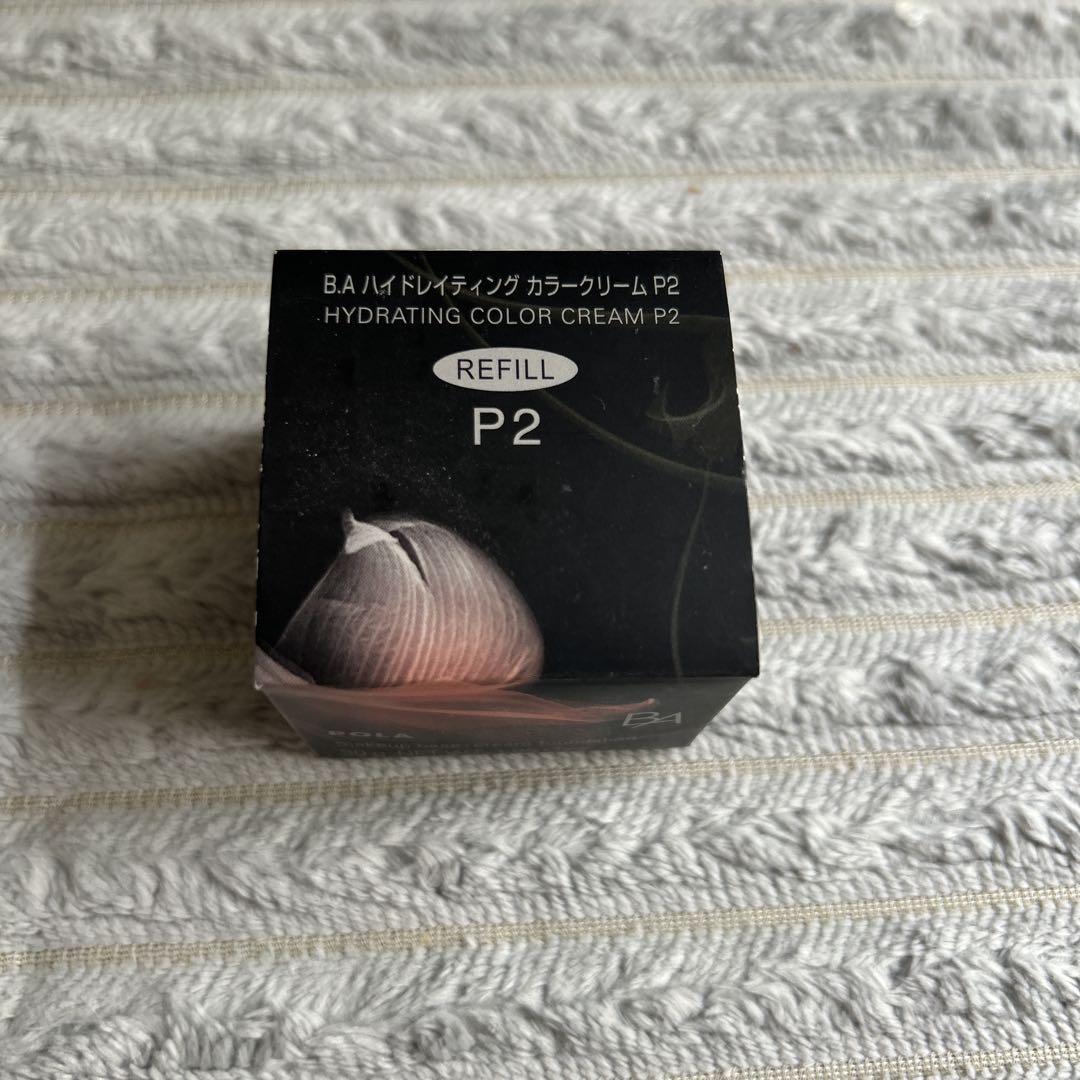 B.A ハイドレイティング カラークリーム P2
HYDRATING COLOR CREAM P2
REFILL
P2
BA
POLA